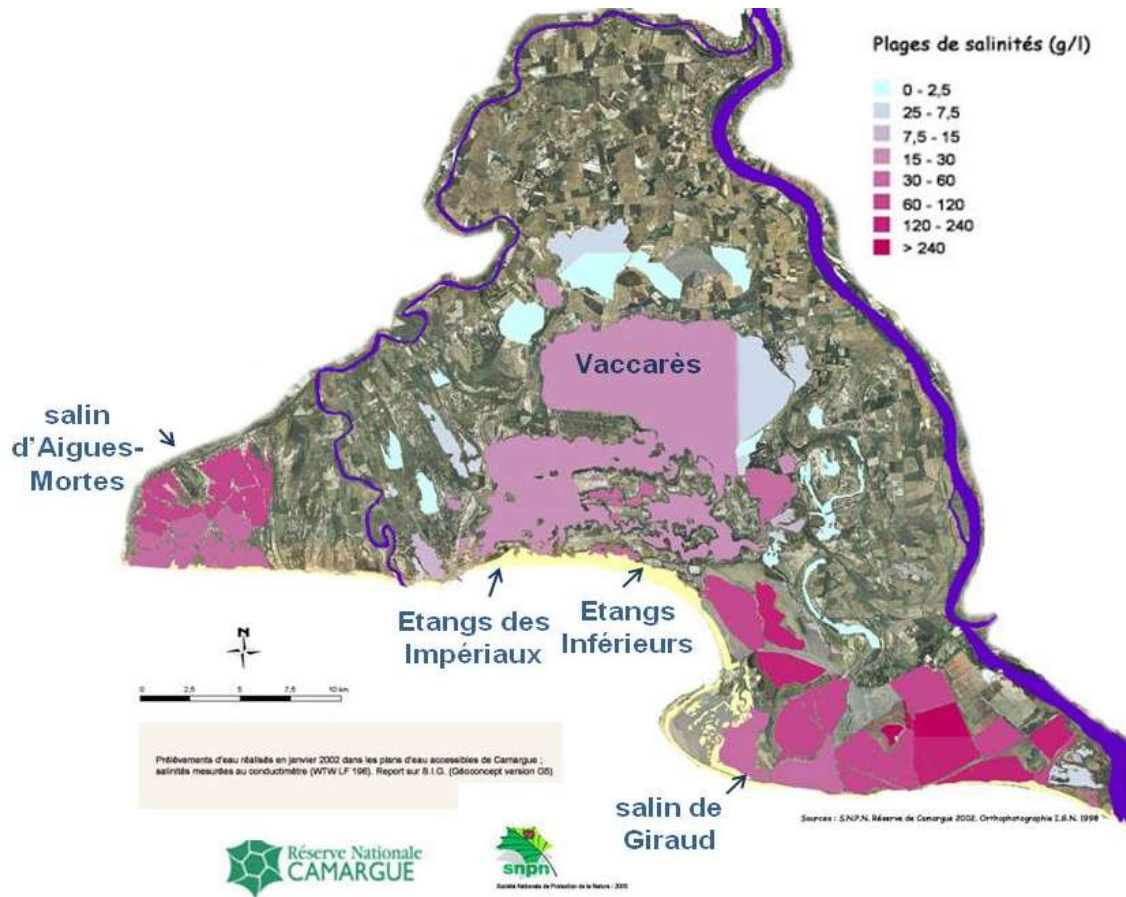 Plages de salinités (g/l)
0 - 2,5
25 - 7,5
7,5 - 15
15 - 30
30 - 60
60 - 120
120 - 240
> 240
Vaccarès
salin
d'Aigues-
Mortes
Etangs des
Impériaux
Etangs
Inférieurs
N
0 2,5 5 7,5 10 km
Prélèvements d'eau réalisés en janvier 2002 dans les plans d'eau accessibles de Camargue ;
salinités mesurées au conductimètre (WTW LF 196). Report sur S.I.G. (Géoconcept version G5)
salin de
Giraud
Sources : S.N.P.N. Réserve de Camargue 2002. Orthophotographie I.G.N. 1998
Réserve Nationale
CAMARGUE
snpn
Société Nationale de Protection de la Nature - 2005